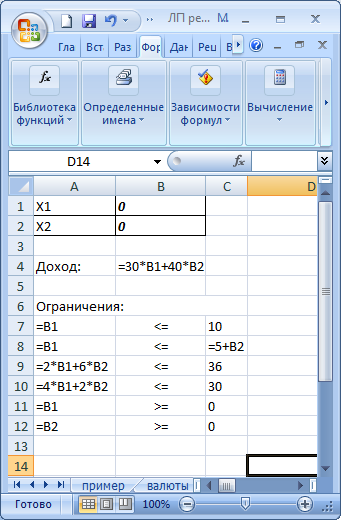 ЛП ре... M
Гла Вст Раз Фор Дан Рец В
Библиотека функций
Определенные имена
Зависимости формул
Вычисление
D14 fx
A B C D
1 X1 0
2 X2 0
3
4 Доход: =30*B1+40*B2
5
6 Ограничения:
7 =B1 <= 10
8 =B1 <= =5+B2
9 =2*B1+6*B2 <= 36
10 =4*B1+2*B2 <= 30
11 =B1 >= 0
12 =B2 >= 0
13
14
пример валюты
Готово 100%